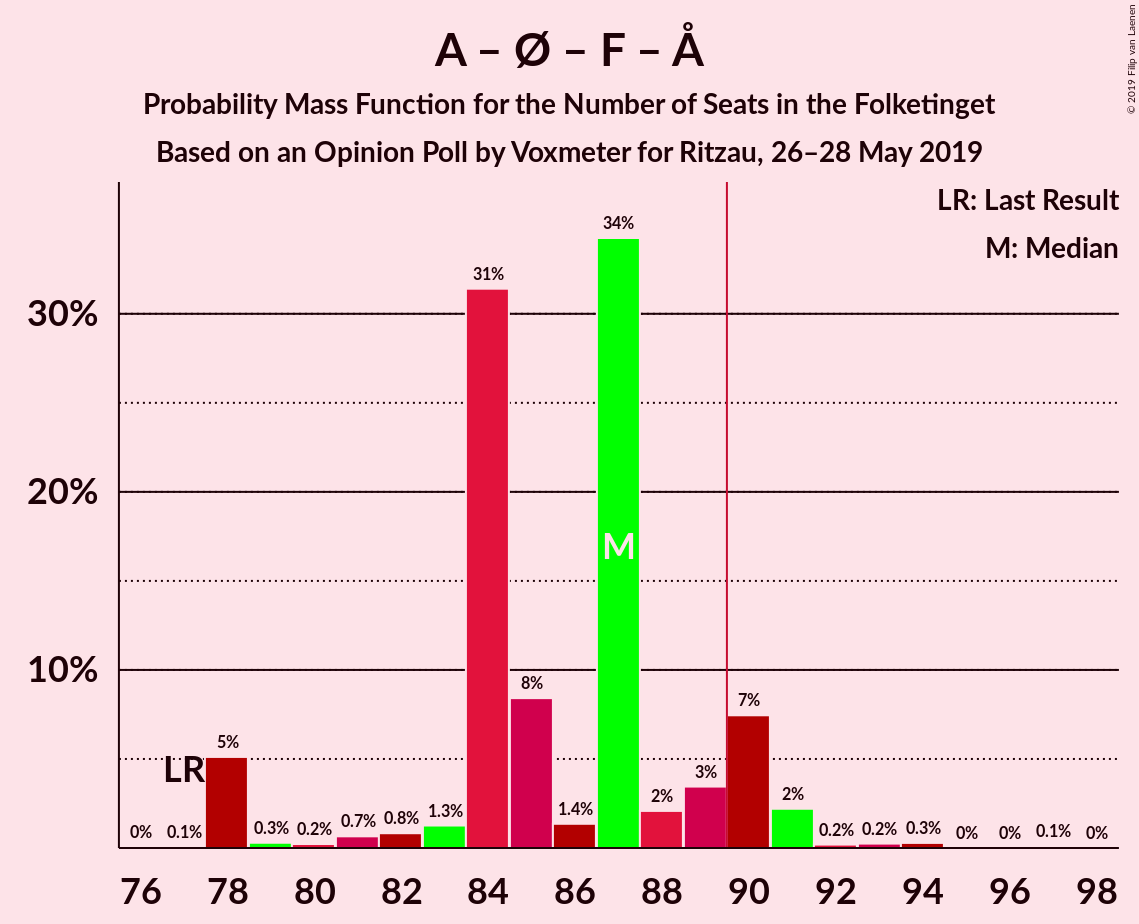 A – Ø – F – Å
Probability Mass Function for the Number of Seats in the Folketinget
Based on an Opinion Poll by Voxmeter for Ritzau, 26–28 May 2019
© 2019 Filip van Laenen
LR: Last Result
M: Median
30%
20%
10%
0% 0.1% 5% 0.3% 0.2% 0.7% 0.8% 1.3% 31% 8% 1.4% 34% 2% 3% 7% 2% 0.2% 0.2% 0.3% 0% 0% 0.1% 0%
LR
M
76 78 80 82 84 86 88 90 92 94 96 98